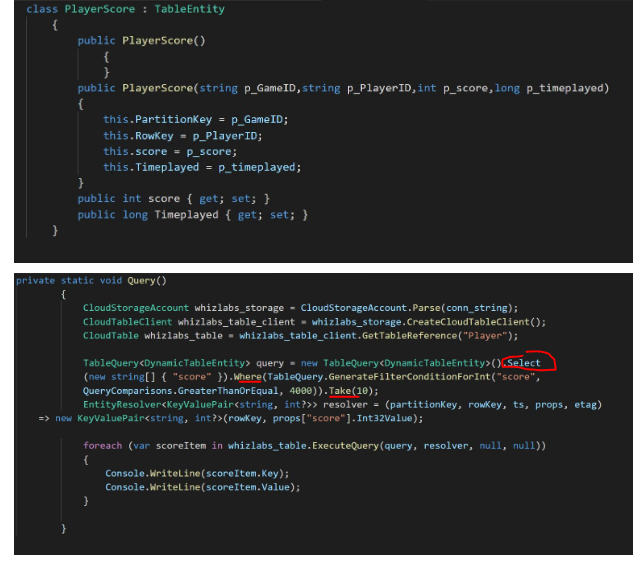 class PlayerScore : TableEntity
{
public PlayerScore()
{
}
public PlayerScore(string p_GameID,string p_PlayerID,int p_score,long p_timeplayed)
{
this.PartitionKey = p_GameID;
this.RowKey = p_PlayerID;
this.score = p_score;
this.Timeplayed = p_timeplayed;
}
public int score { get; set; }
public long Timeplayed { get; set; }
}
private static void Query()
{
CloudStorageAccount whizlabs_storage = CloudStorageAccount.Parse(conn_string);
CloudTableClient whizlabs_table_client = whizlabs_storage.CreateCloudTableClient();
CloudTable whizlabs_table = whizlabs_table_client.GetTableReference("Player");
TableQuery<DynamicTableEntity> query = new TableQuery<DynamicTableEntity>().Select
(new string[] { "score" }).Where(TableQuery.GenerateFilterConditionForInt("score",
QueryComparisons.GreaterThanOrEqual, 4000)).Take(10);
EntityResolver<KeyValuePair<string, int?>> resolver = (partitionKey, rowKey, ts, props, etag)
=> new KeyValuePair<string, int?>(rowKey, props["score"].Int32Value);
foreach (var scoreItem in whizlabs_table.ExecuteQuery(query, resolver, null, null))
{
Console.WriteLine(scoreItem.Key);
Console.WriteLine(scoreItem.Value);
}
}